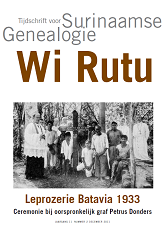 Tijdschrift voor Surinaamse
Genealogie
Wi Rutu
Leprozerie Batavia 1933
Ceremonie bij oorspronkelijk graf Petrus Donders